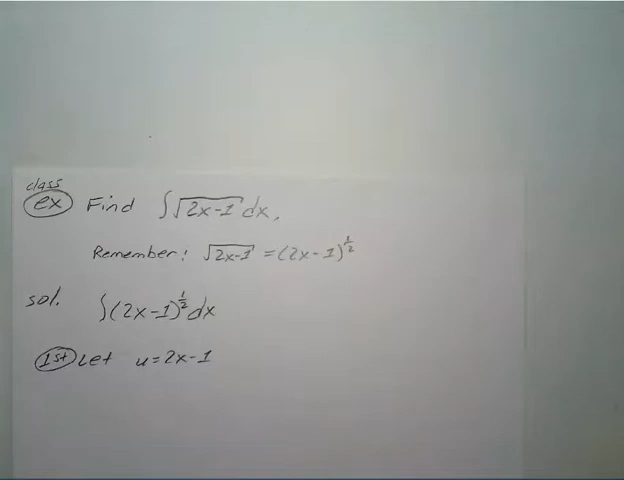 class
ex Find ∫√(2x-1) dx,
Remember: √(2x-1) = (2x-1)^(1/2)
sol. ∫(2x-1)^(1/2) dx
1st Let u=2x-1